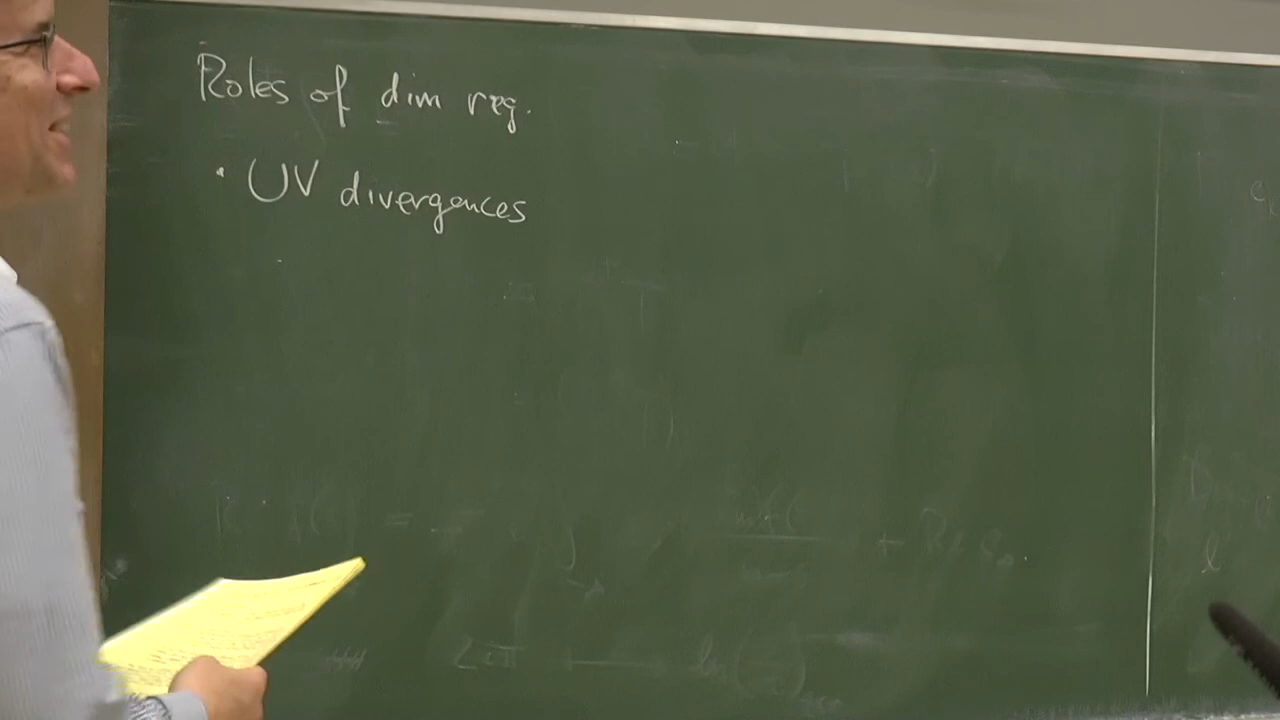 Roles of dim reg.
· UV divergences